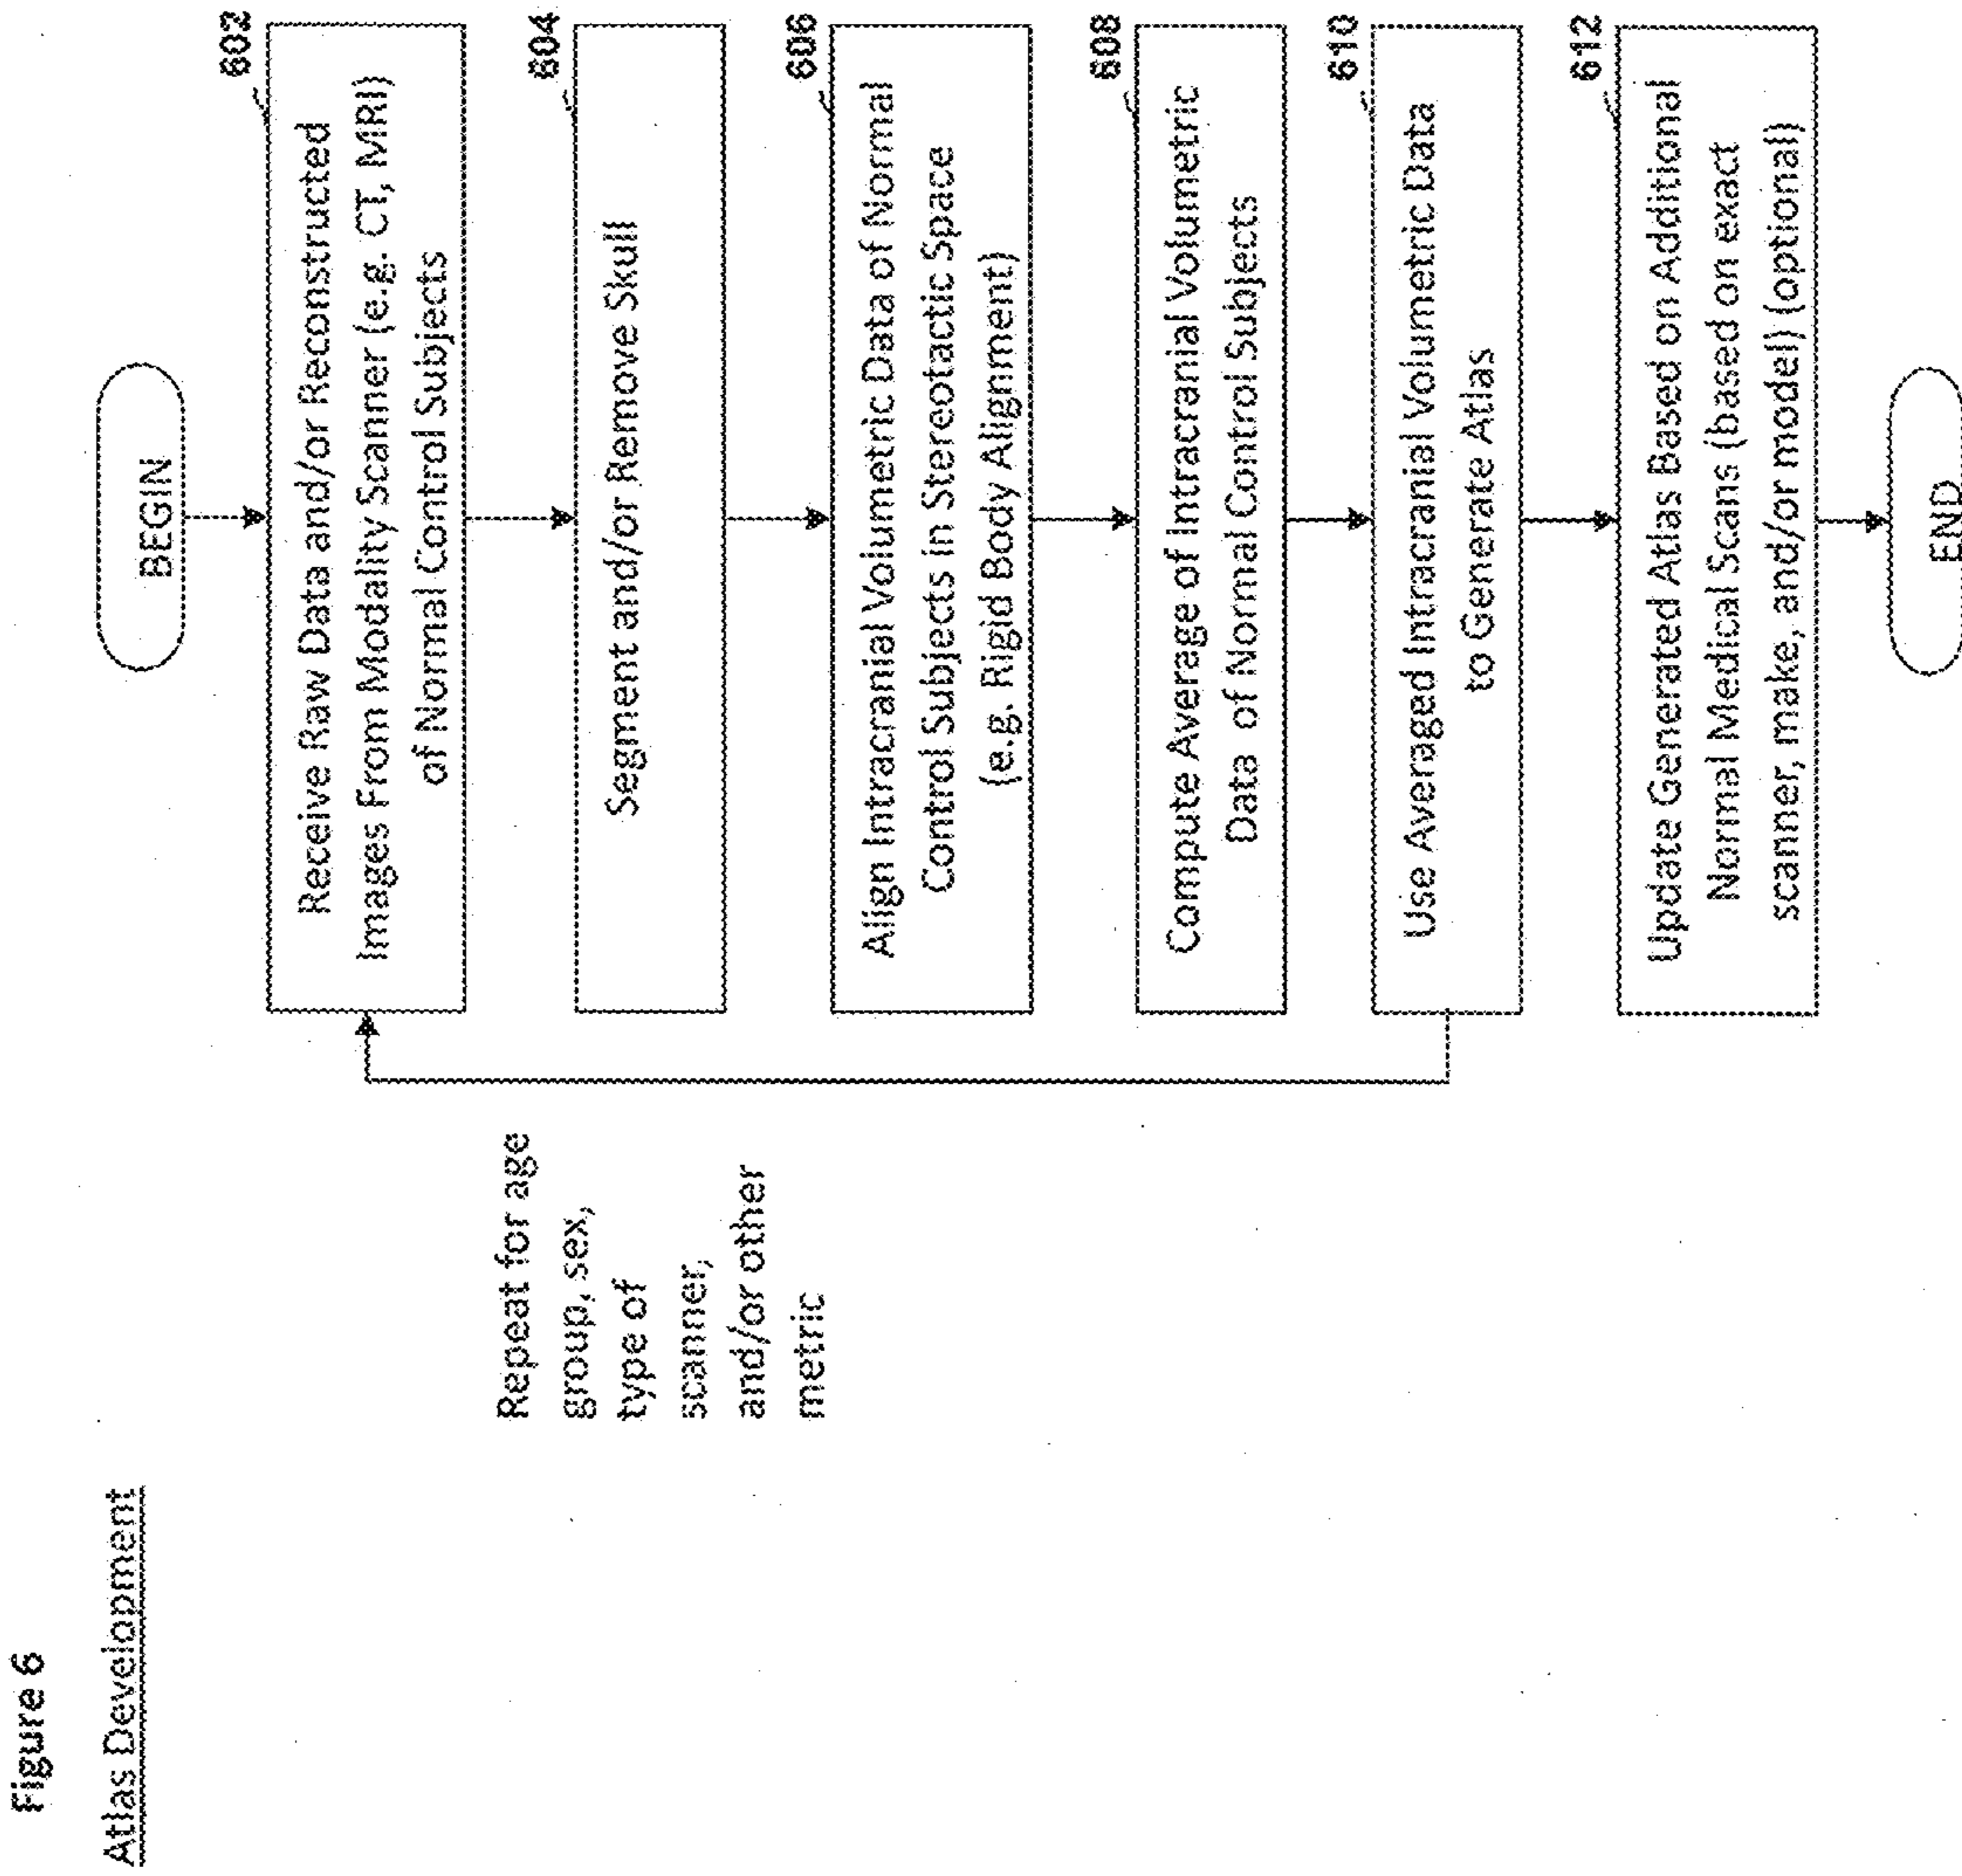 Figure 6
Atlas Development
BEGIN
602
Receive Raw Data and/or Reconstructed
Images From Modality Scanner (e.g. CT, MRI)
of Normal Control Subjects
604
Segment and/or Remove Skull
606
Align Intracranial Volumetric Data of Normal
Control Subjects in Stereotactic Space
(e.g. Rigid Body Alignment)
608
Compute Average of Intracranial Volumetric
Data of Normal Control Subjects
610
Use Averaged Intracranial Volumetric Data
to Generate Atlas
612
Update Generated Atlas Based on Additional
Normal Medical Scans (based on exact
scanner, make, and/or model) (optional)
END
Repeat for age
group, sex,
type of
scanner,
and/or other
metric